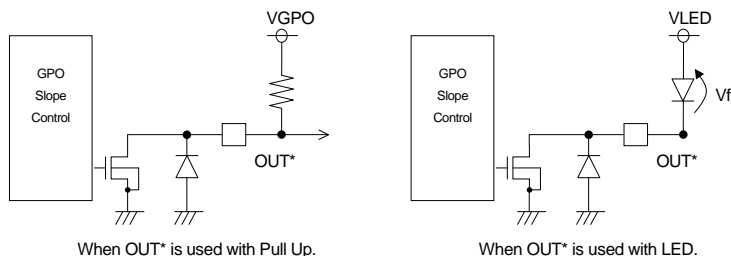 VGPO
GPO
Slope
Control
OUT*
When OUT* is used with Pull Up.
VLED
GPO
Slope
Control
Vf
OUT*
When OUT* is used with LED.